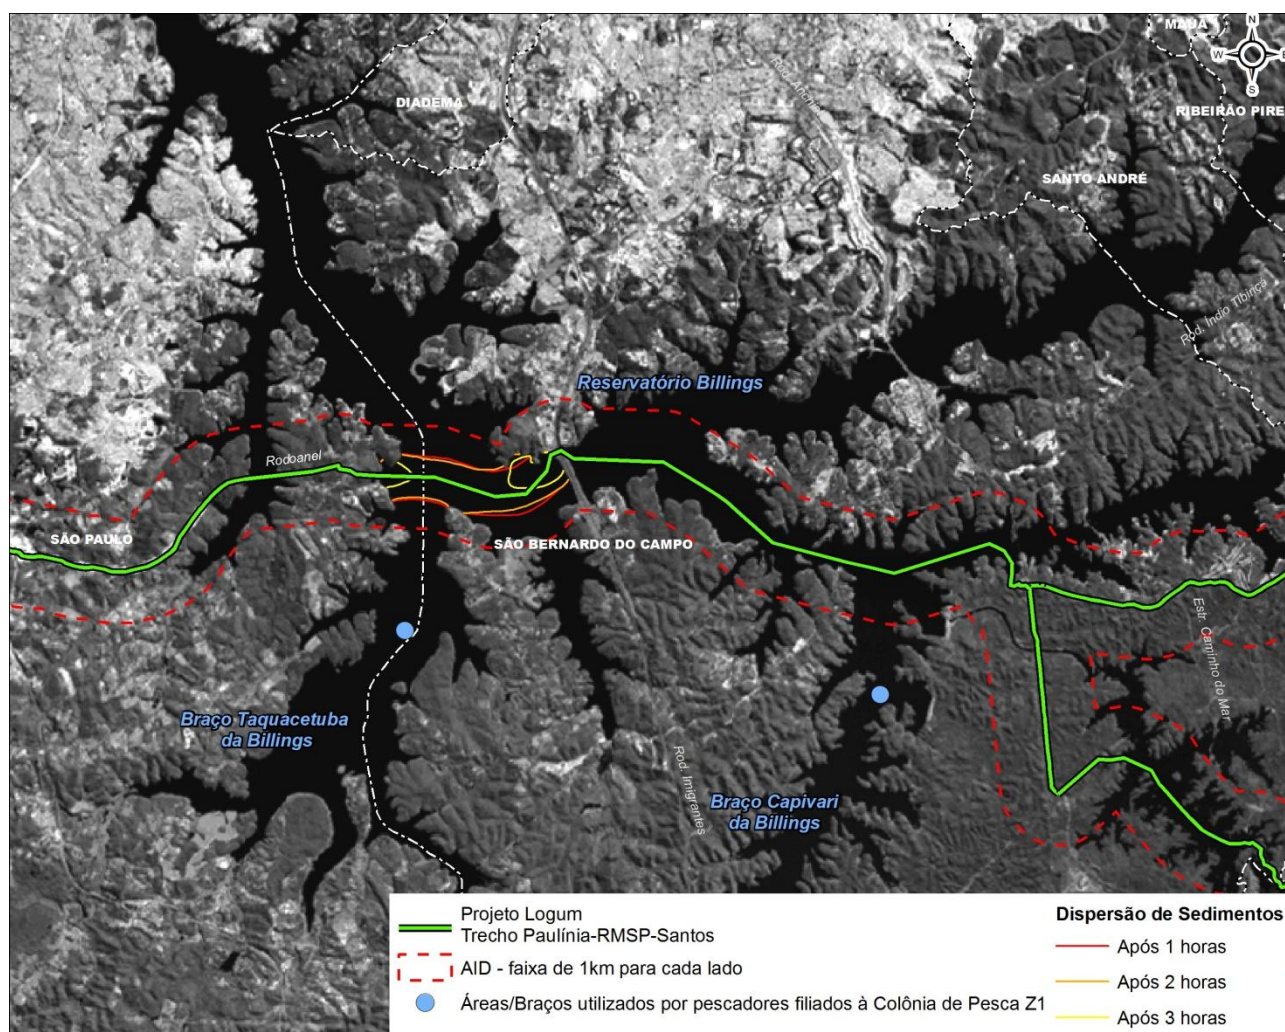 MAUÁ
N
W
S
DIADEMA
RIBEIRÃO PIRE
SANTO ANDRÉ
Rod. Índio Tibiriçá
Reservatório Billings
Rodoanel
SÃO PAULO
SÃO BERNARDO DO CAMPO
Estr. Caminho do Mar
Braço Taquacetuba
da Billings
Rod. Imigrantes
Braço Capivari
da Billings
Projeto Logum
Trecho Paulínia-RMSP-Santos
AID - faixa de 1km para cada lado
Áreas/Braços utilizados por pescadores filiados à Colônia de Pesca Z1
Dispersão de Sedimentos
Após 1 horas
Após 2 horas
Após 3 horas